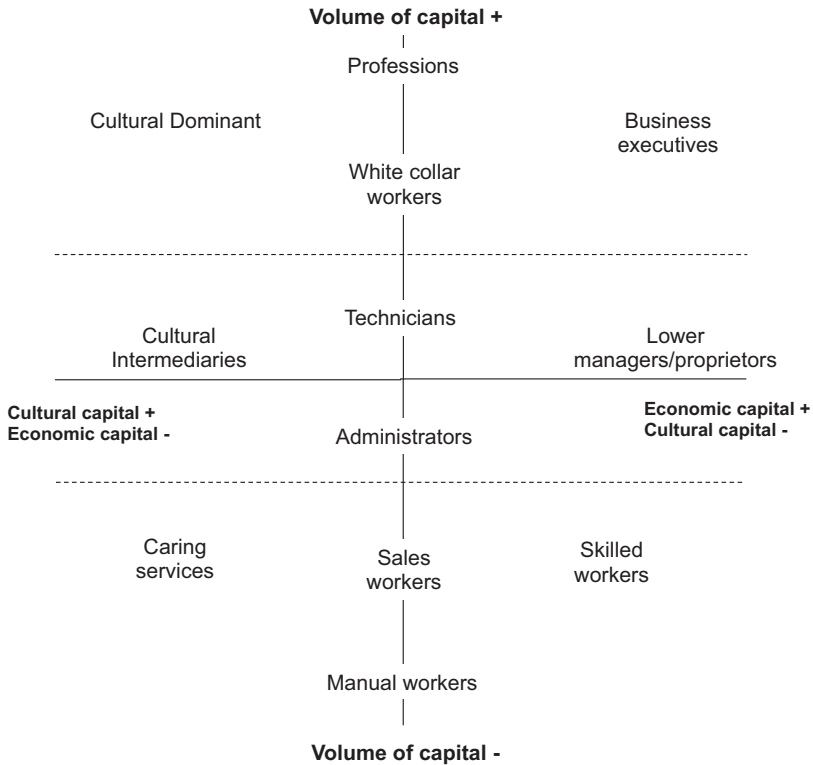 Volume of capital +
Professions
Cultural Dominant
Business
executives
White collar
workers
Technicians
Cultural
Intermediaries
Lower
managers/proprietors
Cultural capital +
Economic capital -
Economic capital +
Cultural capital -
Administrators
Caring
services
Sales
workers
Skilled
workers
Manual workers
Volume of capital -